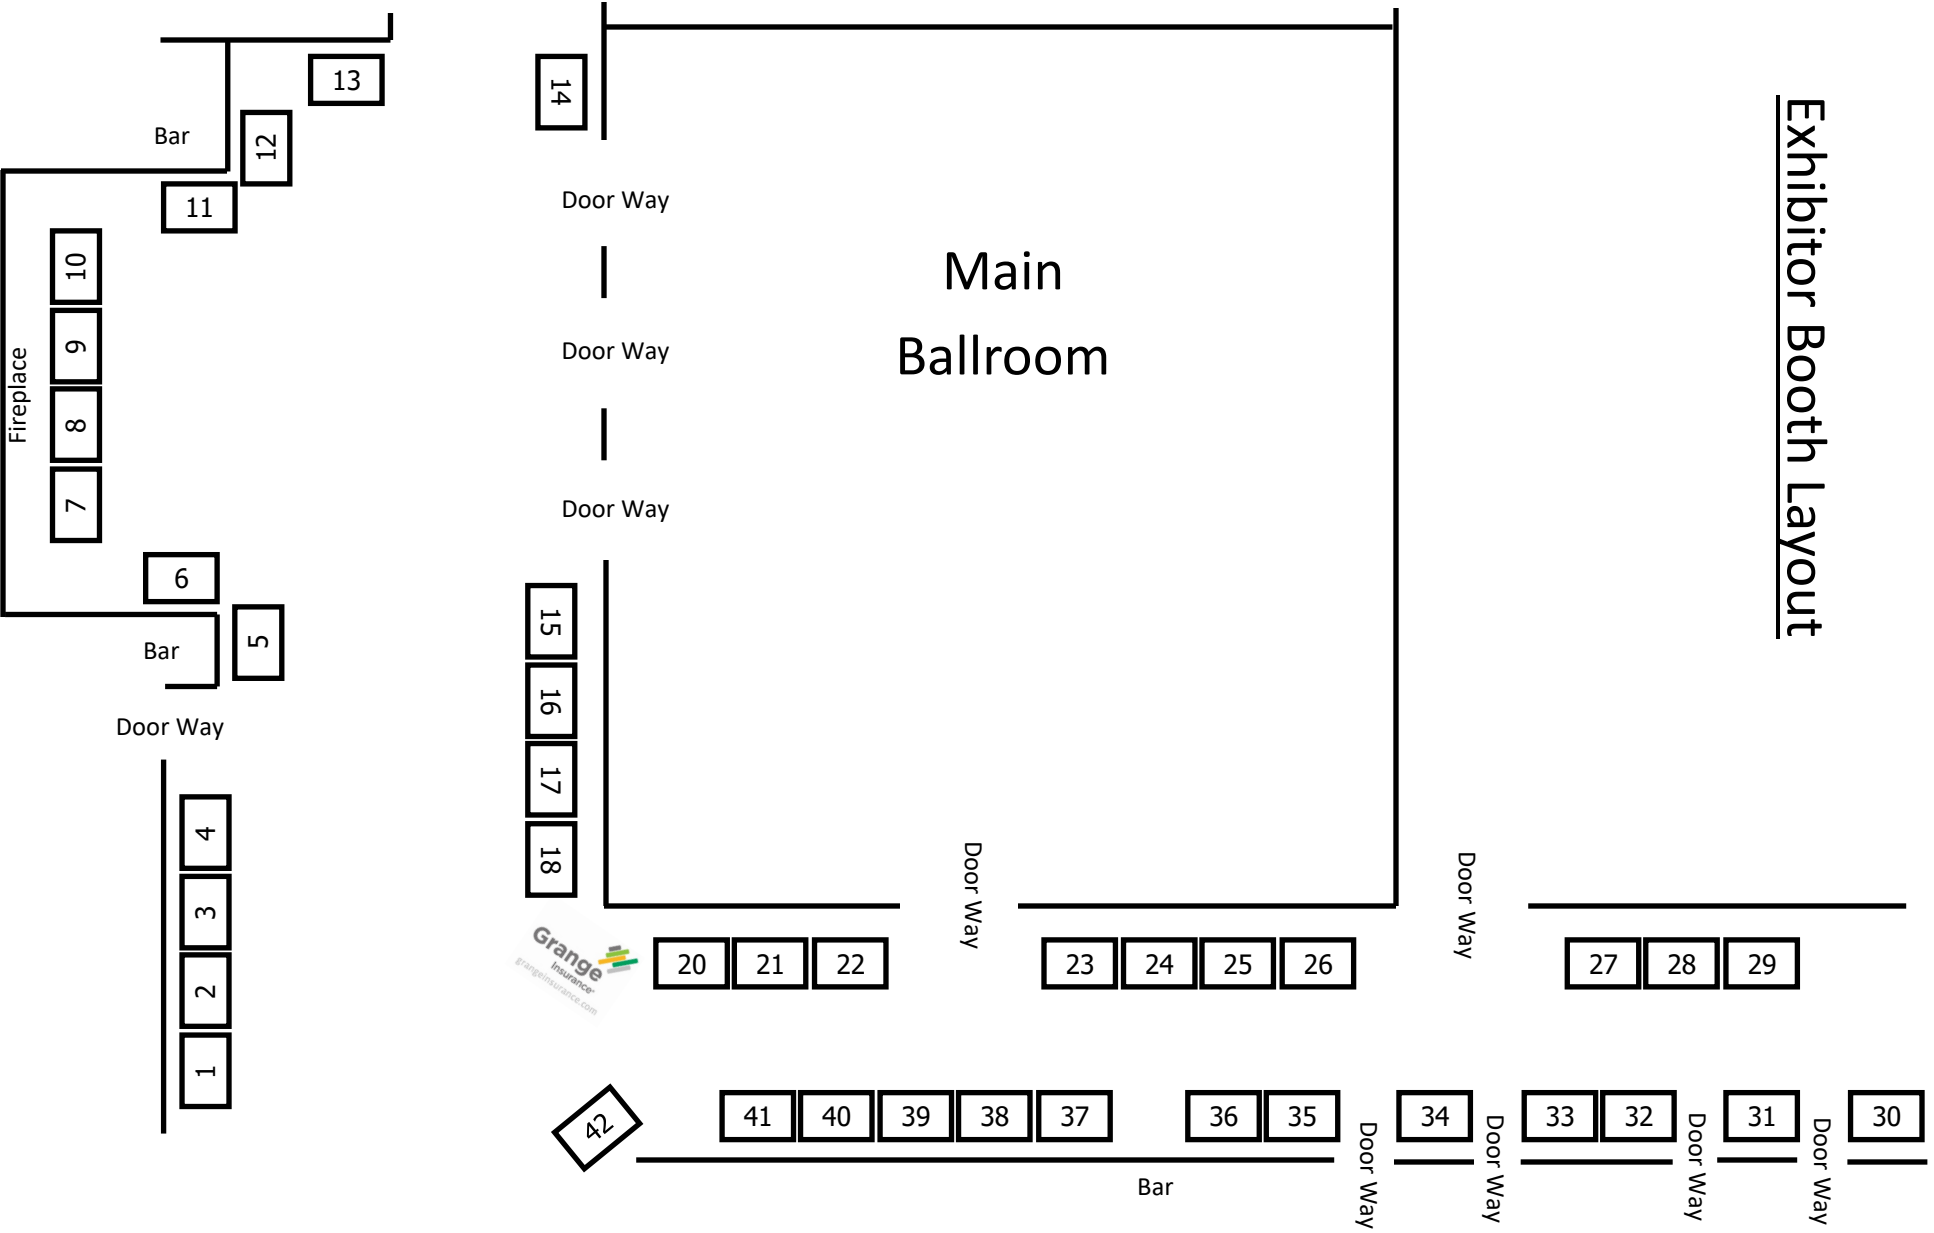 13
14
Bar
12
11
Door Way
10
9
8
7
Fireplace
Door Way
Main
Ballroom
Exhibitor Booth Layout
Door Way
6
5
Bar
Door Way
15
16
17
18
4
3
2
1
Door Way
Door Way
Grange
Insurance®
grangeinsurance.com
20
21
22
23
24
25
26
27
28
29
42
41
40
39
38
37
36
35
34
33
32
31
30
Door Way
Door Way
Door Way
Door Way
Bar